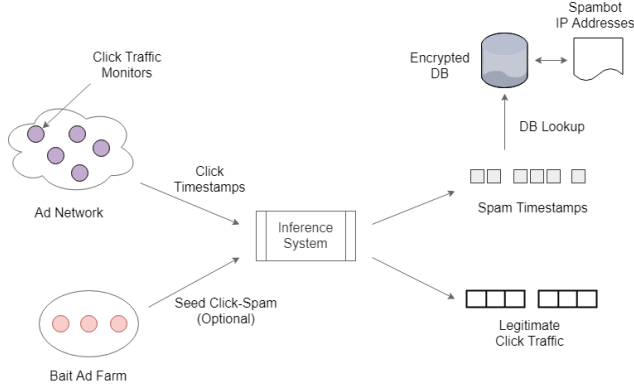 Spambot
IP Addresses
Click Traffic
Monitors
Encrypted
DB
DB Lookup
Click
Timestamps
Ad Network
Spam Timestamps
Inference
System
Seed Click-Spam
(Optional)
Legitimate
Click Traffic
Bait Ad Farm